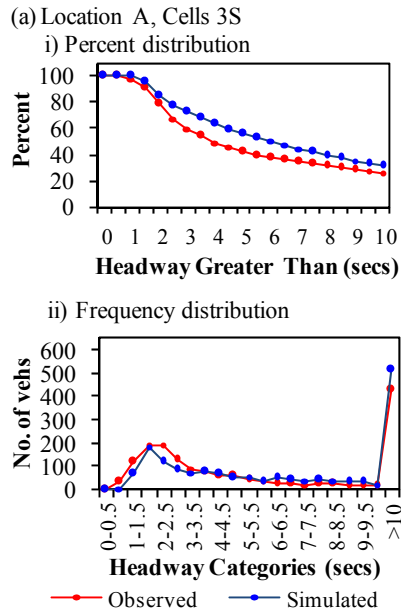 (a) Location A, Cells 3S
i) Percent distribution
Percent
100
80
60
40
20
0
0 1 2 3 4 5 6 7 8 9 10
Headway Greater Than (secs)
ii) Frequency distribution
No. of vehs
600
500
400
300
200
100
0
0-0.5
1-1.5
2-2.5
3-3.5
4-4.5
5-5.5
6-6.5
7-7.5
8-8.5
9-9.5
>10
Headway Categories (secs)
Observed Simulated